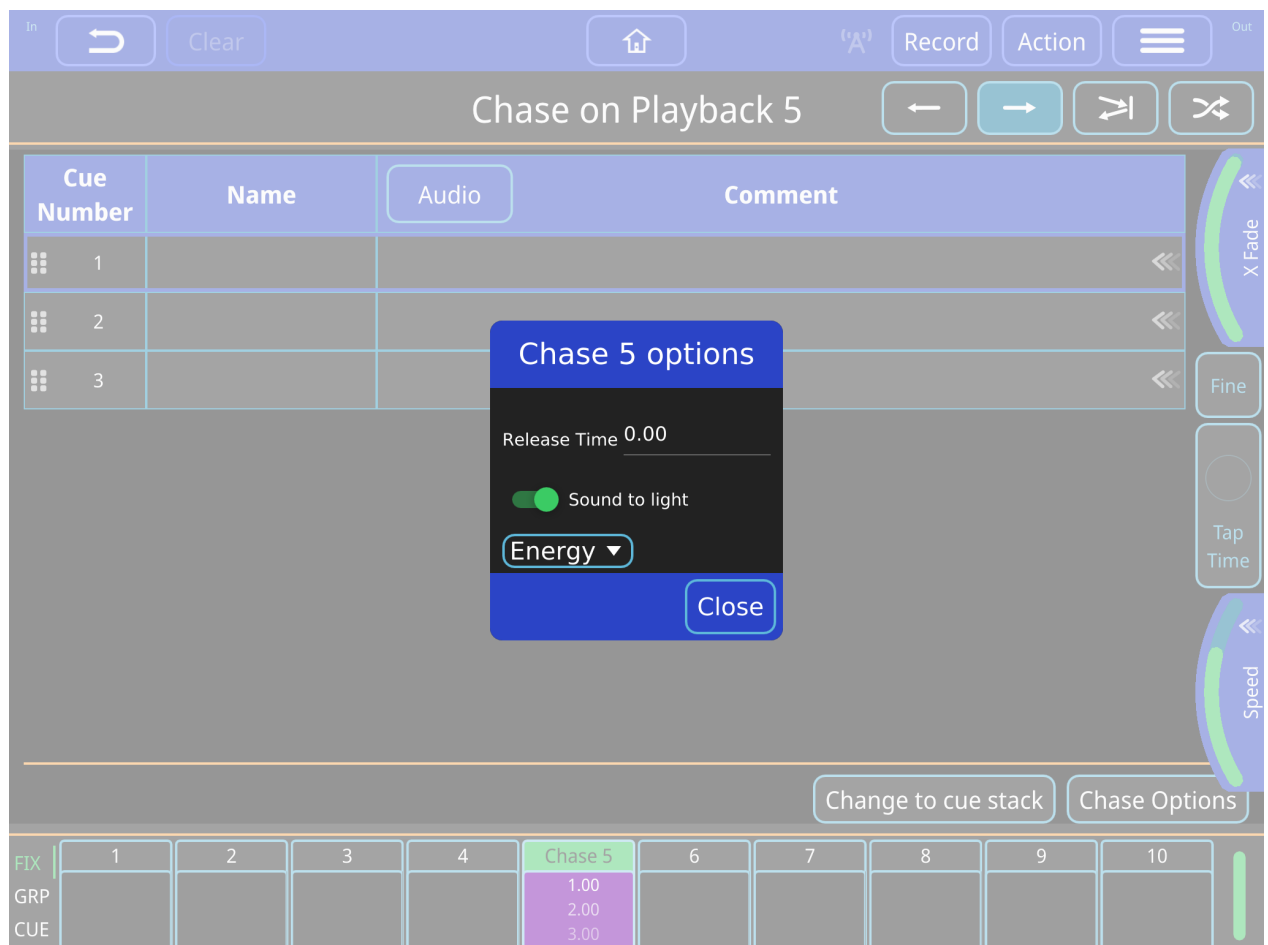 In
Clear
Record
Action
Out
Chase on Playback 5
Cue
Number
Name
Audio
Comment
1
2
3
X Fade
Fine
Tap
Time
Speed
Chase 5 options
Release Time 0.00
Sound to light
Energy
Close
Change to cue stack
Chase Options
FIX
GRP
CUE
1
2
3
4
Chase 5
6
7
8
9
10
1.00
2.00
3.00